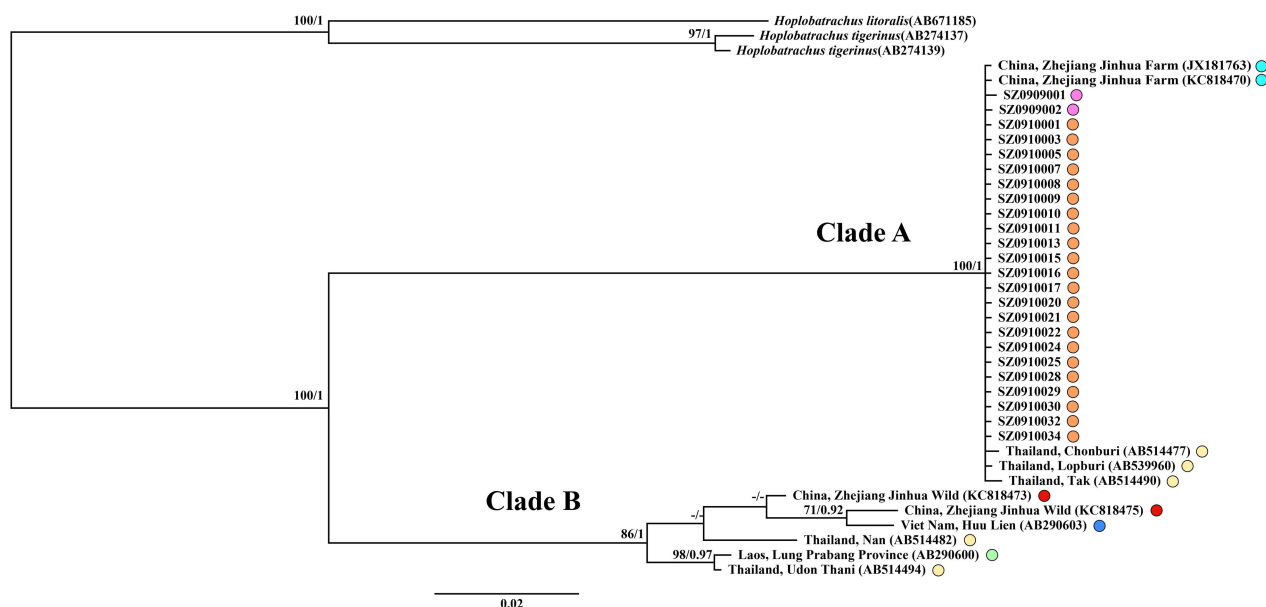 100/1
Hoplobatrachus litoralis(AB671185)
97/1
Hoplobatrachus tigerinus(AB274137)
Hoplobatrachus tigerinus(AB274139)
China, Zhejiang Jinhua Farm (JX181763)
China, Zhejiang Jinhua Farm (KC818470)
SZ0909001
SZ0909002
SZ0910001
SZ0910003
SZ0910005
SZ0910007
SZ0910008
SZ0910009
SZ0910010
SZ0910011
Clade A
SZ0910013
SZ0910015
100/1
SZ0910016
SZ0910017
SZ0910020
SZ0910021
SZ0910022
SZ0910024
SZ0910025
SZ0910028
SZ0910029
100/1
SZ0910030
SZ0910032
SZ0910034
Thailand, Chonburi (AB514477)
Thailand, Lopburi (AB539960)
Thailand, Tak (AB514490)
Clade B
-/-
China, Zhejiang Jinhua Wild (KC818473)
71/0.92
China, Zhejiang Jinhua Wild (KC818475)
-/-
Viet Nam, Huu Lien (AB290603)
86/1
Thailand, Nan (AB514482)
98/0.97
Laos, Lung Prabang Province (AB290600)
Thailand, Udon Thani (AB514494)
0.02